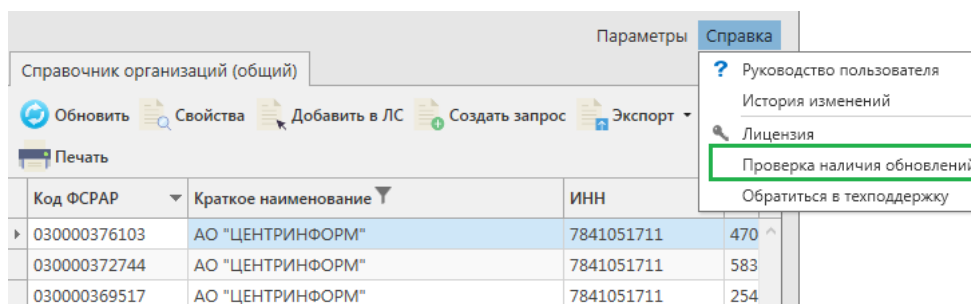 Параметры Справка
Справочник организаций (общий)
? Руководство пользователя
История изменений
Лицензия
Проверка наличия обновлений
Обратиться в техподдержку
Обновить Свойства Добавить в ЛС Создать запрос Экспорт
Печать
Код ФСРАР Краткое наименование ИНН
030000376103 АО "ЦЕНТРИНФОРМ" 7841051711 470
030000372744 АО "ЦЕНТРИНФОРМ" 7841051711 583
030000369517 АО "ЦЕНТРИНФОРМ" 7841051711 254